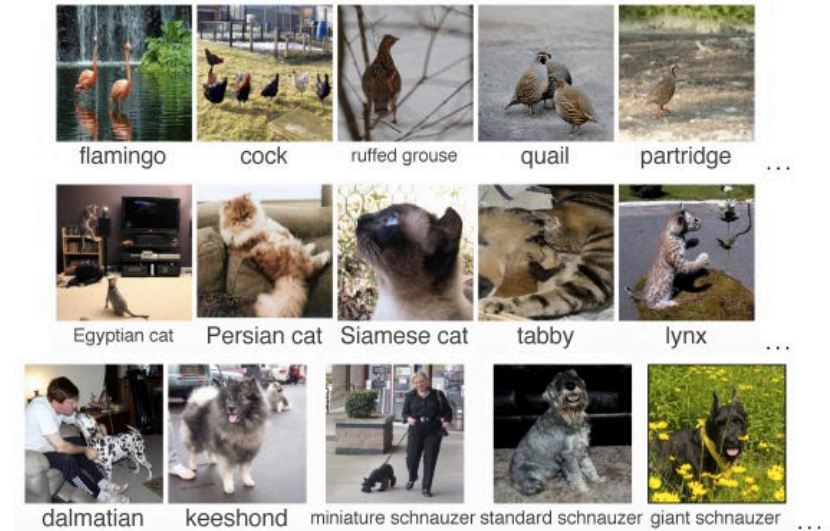 flamingo cock ruffed grouse quail partridge ...
Egyptian cat Persian cat Siamese cat tabby lynx ...
dalmatian keeshond miniature schnauzer standard schnauzer giant schnauzer ...